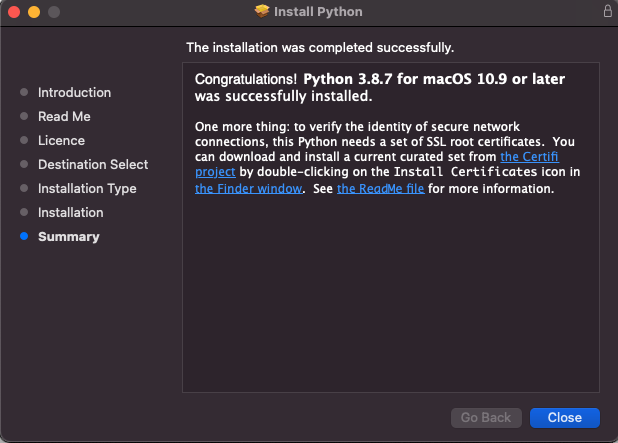 Install Python
The installation was completed successfully.
Introduction
Read Me
Licence
Destination Select
Installation Type
Installation
Summary
Congratulations! Python 3.8.7 for macOS 10.9 or later
was successfully installed.
One more thing: to verify the identity of secure network
connections, this Python needs a set of SSL root certificates. You
can download and install a current curated set from the Certifi
project by double-clicking on the Install Certificates icon in
the Finder window. See the ReadMe file for more information.
Go Back
Close